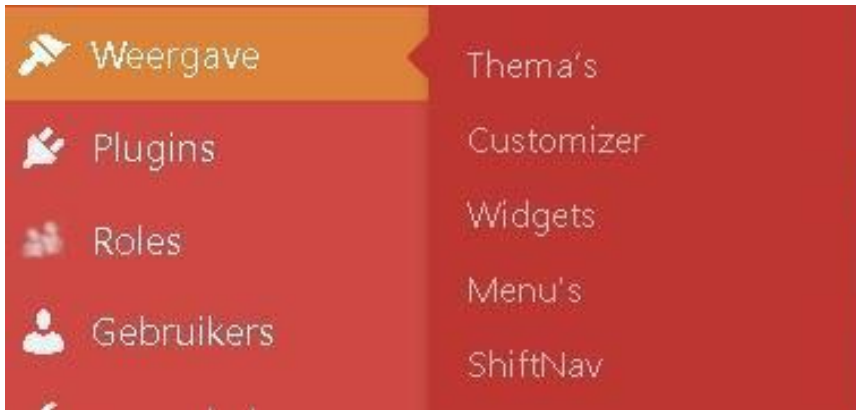 Weergave
Plugins
Roles
Gebruikers
Thema's
Customizer
Widgets
Menu's
ShiftNav